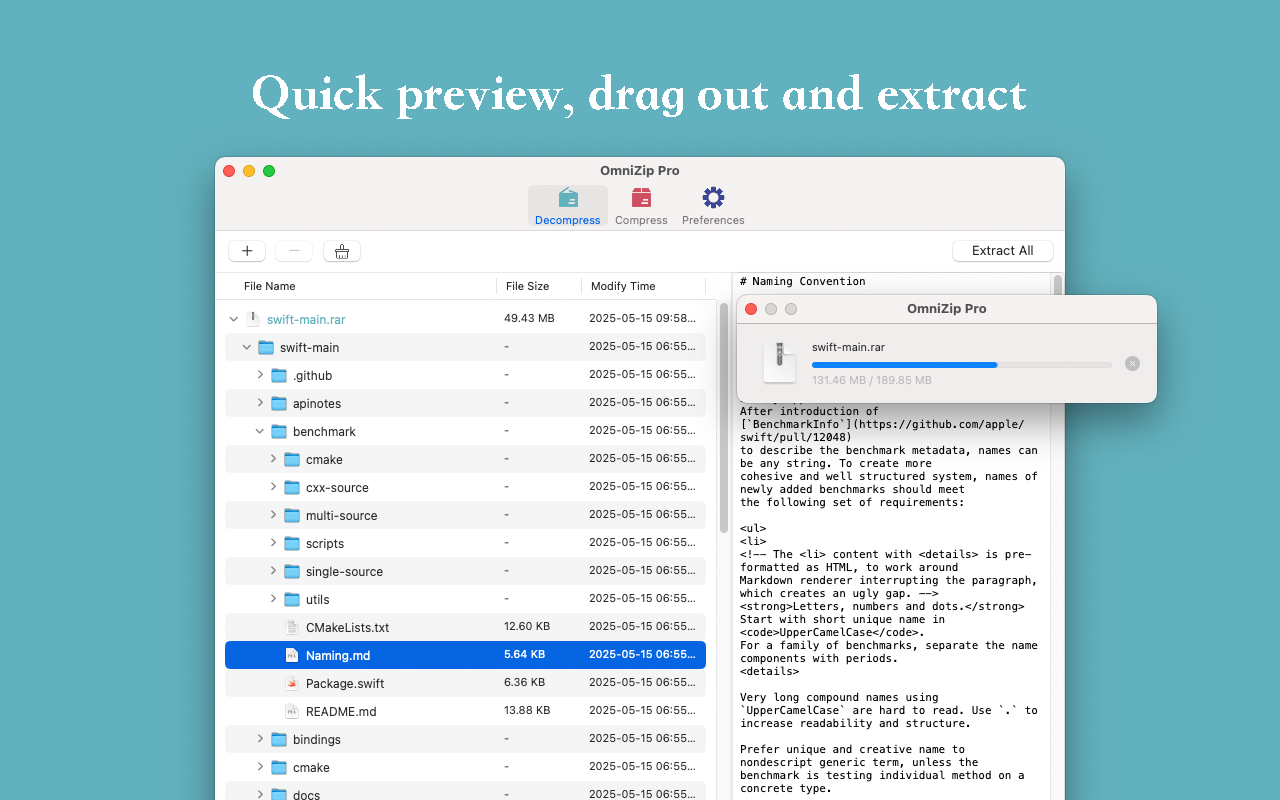 Quick preview, drag out and extract
OmniZip Pro
Decompress
Compress
Preferences
Extract All
File Name
File Size
Modify Time
swift-main.rar
49.43 MB
2025-05-15 09:58...
swift-main
-
2025-05-15 06:55...
.github
-
2025-05-15 06:55...
apinotes
-
2025-05-15 06:55...
benchmark
-
2025-05-15 06:55...
cmake
-
2025-05-15 06:55...
cxx-source
-
2025-05-15 06:55...
multi-source
-
2025-05-15 06:55...
scripts
-
2025-05-15 06:55...
single-source
-
2025-05-15 06:55...
utils
-
2025-05-15 06:55...
CMakeLists.txt
12.60 KB
2025-05-15 06:55...
Naming.md
5.64 KB
2025-05-15 06:55...
Package.swift
6.36 KB
2025-05-15 06:55...
README.md
13.88 KB
2025-05-15 06:55...
bindings
-
2025-05-15 06:55...
cmake
-
2025-05-15 06:55...
docs
-
2025-05-15 06:55...
# Naming Convention
OmniZip Pro
swift-main.rar
131.46 MB / 189.85 MB
After introduction of
[`BenchmarkInfo`](https://github.com/apple/
swift/pull/12048)
to describe the benchmark metadata, names can
be any string. To create more
cohesive and well structured system, names of
newly added benchmarks should meet
the following set of requirements:
<ul>
<li>
<!-- The <li> content with <details> is pre-
formatted as HTML, to work around
Markdown renderer interrupting the paragraph,
which creates an ugly gap. -->
<strong>Letters, numbers and dots.</strong>
Start with short unique name in
<code>UpperCamelCase</code>.
For a family of benchmarks, separate the name
components with periods.
<details>
Very long compound names using
`UpperCamelCase` are hard to read. Use `.` to
increase readability and structure.
Prefer unique and creative name to
nondescript generic term, unless the
benchmark is testing individual method on a
concrete type.